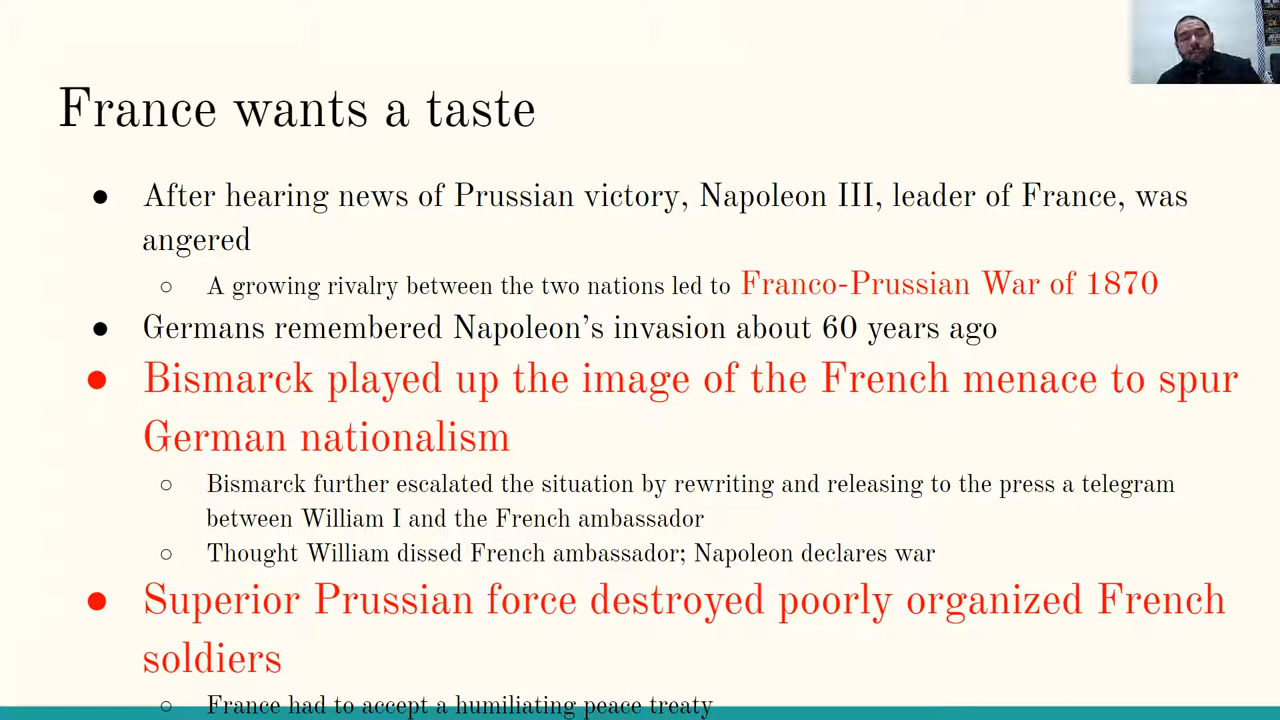 France wants a taste
● After hearing news of Prussian victory, Napoleon III, leader of France, was
angered
○ A growing rivalry between the two nations led to Franco-Prussian War of 1870
● Germans remembered Napoleon's invasion about 60 years ago
● Bismarck played up the image of the French menace to spur
German nationalism
○ Bismarck further escalated the situation by rewriting and releasing to the press a telegram
between William I and the French ambassador
○ Thought William dissed French ambassador; Napoleon declares war
● Superior Prussian force destroyed poorly organized French
soldiers
○ France had to accept a humiliating peace treaty